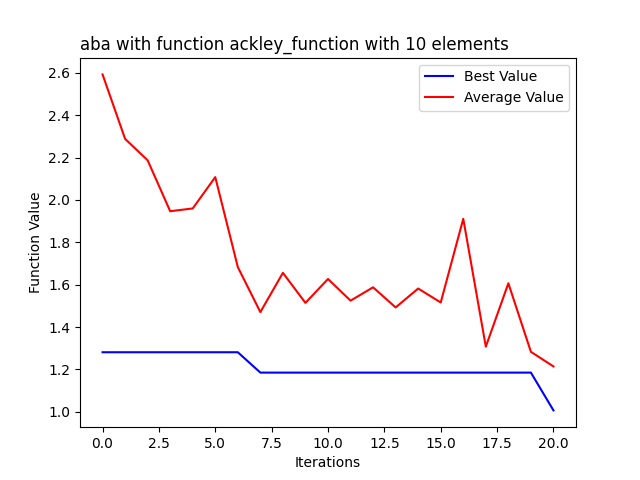 aba with function ackley_function with 10 elements
Best Value
Average Value
Function Value
2.6
2.4
2.2
2.0
1.8
1.6
1.4
1.2
1.0
0.0 2.5 5.0 7.5 10.0 12.5 15.0 17.5 20.0
Iterations